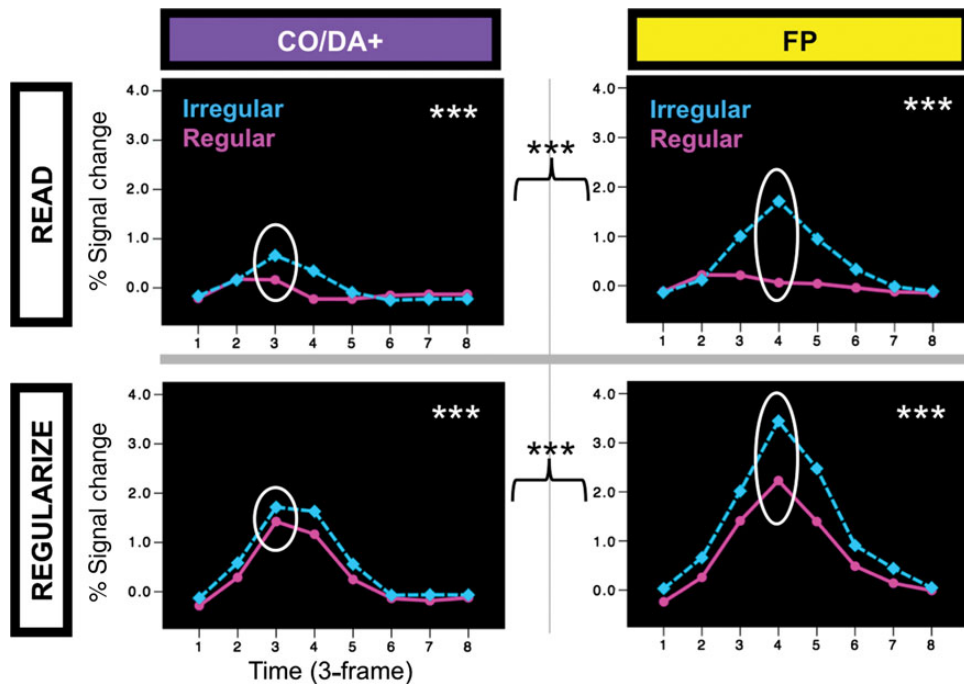 CO/DA+
FP
READ
% Signal change
4.0
3.0
2.0
1.0
0.0
Irregular
Regular
***
1 2 3 4 5 6 7 8
***
4.0
3.0
2.0
1.0
0.0
Irregular
Regular
***
1 2 3 4 5 6 7 8
REGULARIZE
% Signal change
4.0
3.0
2.0
1.0
0.0
***
1 2 3 4 5 6 7 8
Time (3-frame)
***
4.0
3.0
2.0
1.0
0.0
***
1 2 3 4 5 6 7 8